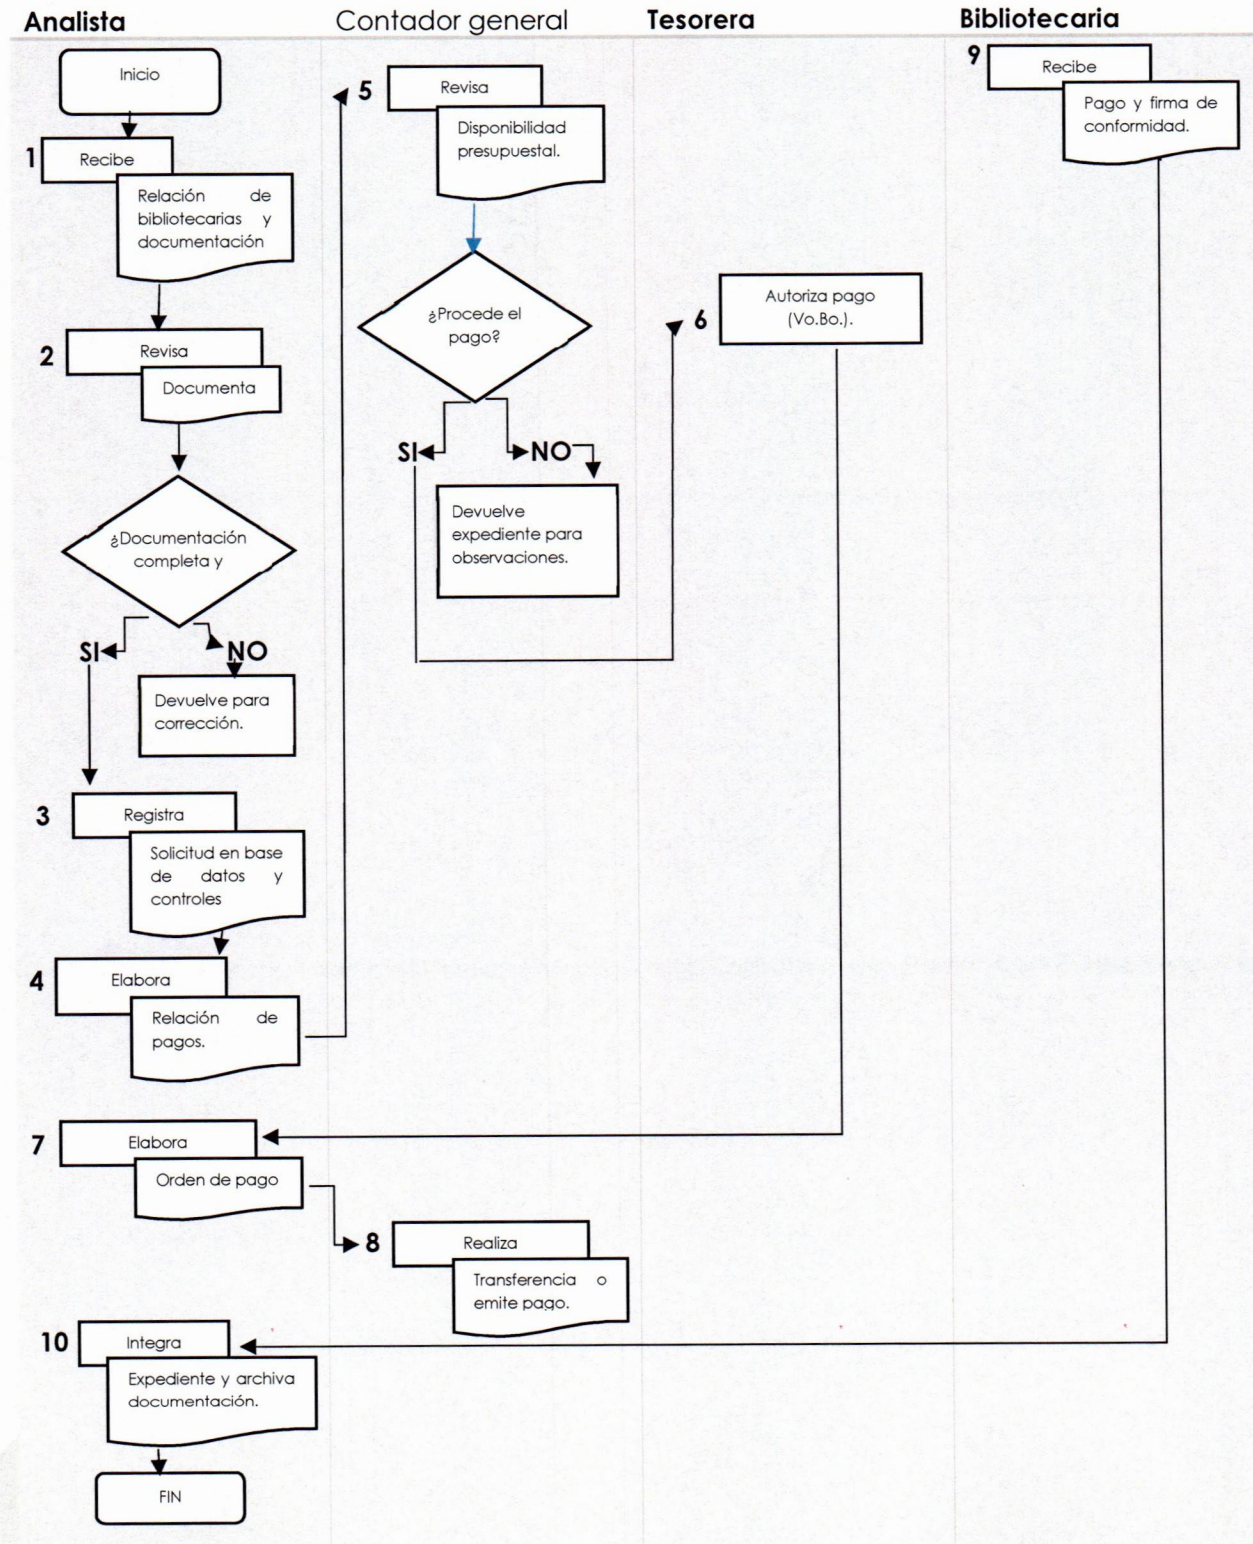 Analista
Contador general
Tesorera
Bibliotecaria
Inicio
1
Recibe
Relación de
bibliotecarias y
documentación
2
Revisa
Documenta
¿Documentación
completa y
SI
NO
Devuelve para
corrección.
3
Registra
Solicitud en base
de datos y
controles
4
Elabora
Relación de
pagos.
5
Revisa
Disponibilidad
presupuestal.
¿Procede el
pago?
SI
NO
Devuelve
expediente para
observaciones.
6
Autoriza pago
(Vo.Bo.).
7
Elabora
Orden de pago
8
Realiza
Transferencia o
emite pago.
9
Recibe
Pago y firma de
conformidad.
10
Integra
Expediente y archiva
documentación.
FIN